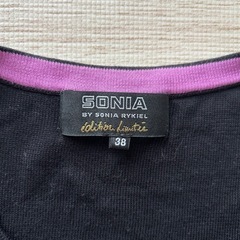 SONIA
BY SONIA RYKIEL
édition limitée
38